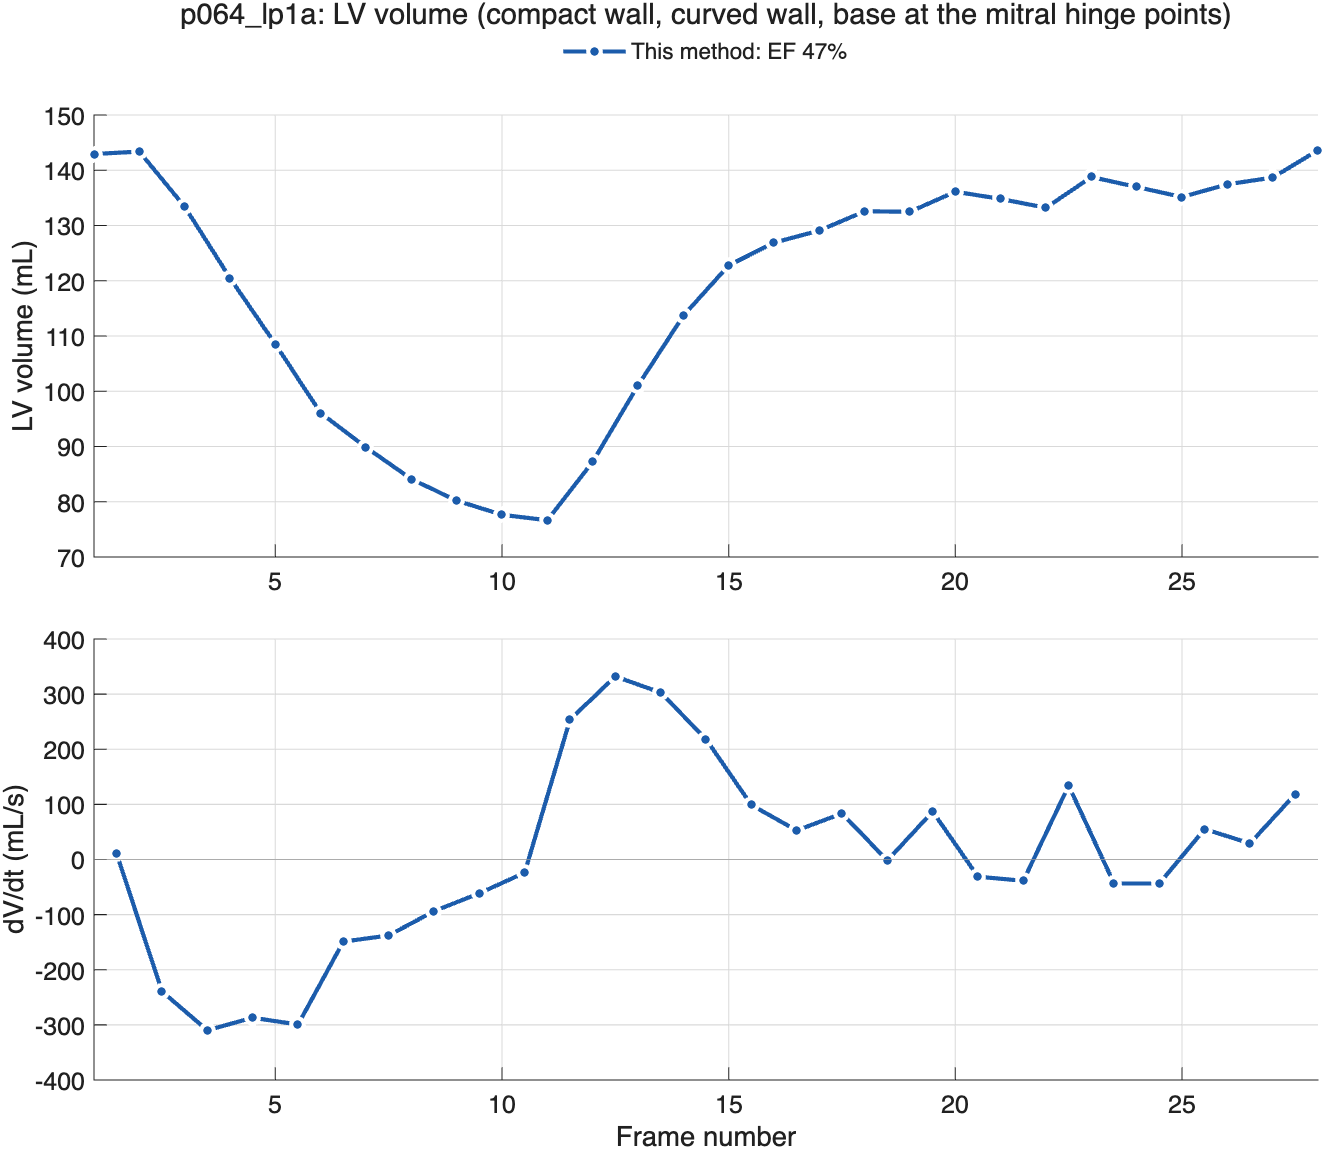 p064_lp1a: LV volume (compact wall, curved wall, base at the mitral hinge points)
This method: EF 47%
LV volume (mL)
150
140
130
120
110
100
90
80
70
5 10 15 20 25
dV/dt (mL/s)
400
300
200
100
0
-100
-200
-300
-400
5 10 15 20 25
Frame number